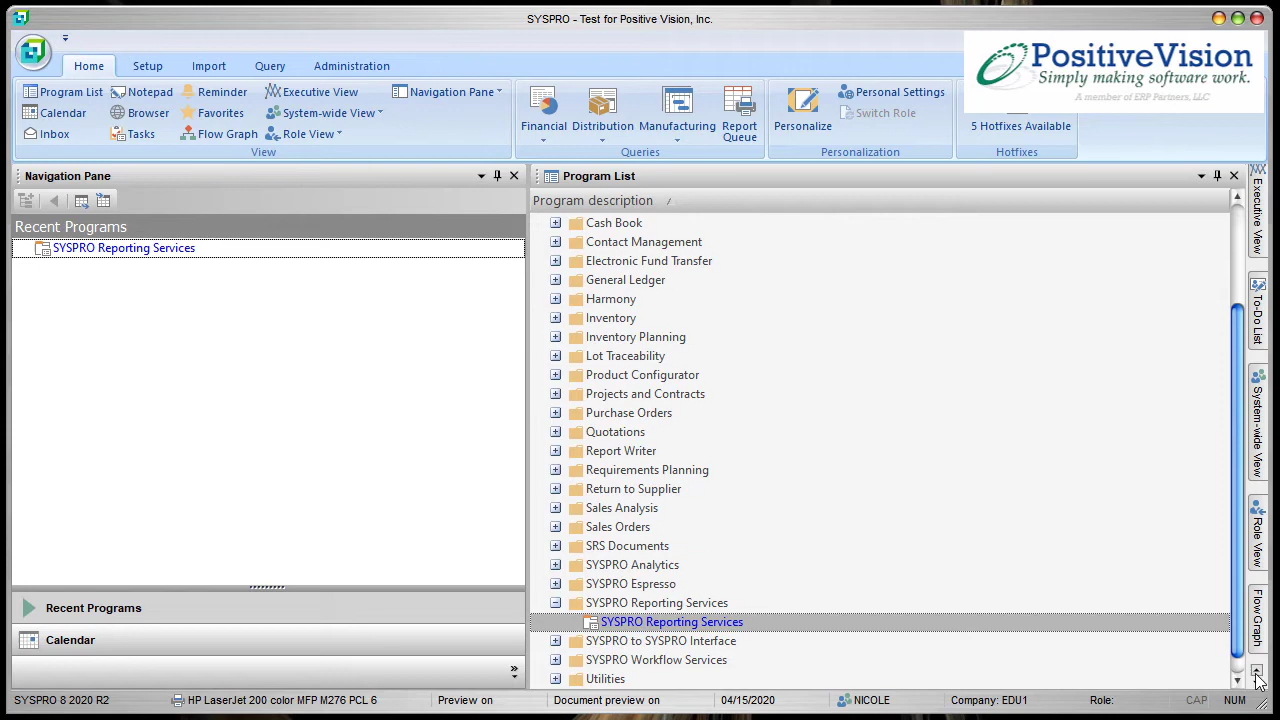 SYSPRO - Test for Positive Vision, Inc.
Home Setup Import Query Administration
PositiveVision
Simply making software work.
A member of ERP Partners, LLC
Program List Notepad Reminder Executive View Navigation Pane
Calendar Browser Favorites System-wide View
Inbox Tasks Flow Graph Role View
Financial Distribution Manufacturing Report Queue
Personalize Personal Settings
Switch Role
5 Hotfixes Available
View Queries Personalization Hotfixes
Navigation Pane
Recent Programs
SYSPRO Reporting Services
Recent Programs
Calendar
Program List
Program description
Cash Book
Contact Management
Electronic Fund Transfer
General Ledger
Harmony
Inventory
Inventory Planning
Lot Traceability
Product Configurator
Projects and Contracts
Purchase Orders
Quotations
Report Writer
Requirements Planning
Return to Supplier
Sales Analysis
Sales Orders
SRS Documents
SYSPRO Analytics
SYSPRO Espresso
SYSPRO Reporting Services
SYSPRO Reporting Services
SYSPRO to SYSPRO Interface
SYSPRO Workflow Services
Utilities
Executive View
To-Do List
System-wide View
Role View
FlowGraph
SYSPRO 8 2020 R2 HP LaserJet 200 color MFP M276 PCL 6 Preview on Document preview on 04/15/2020 NICOLE Company: EDU1 Role: CAP NUM